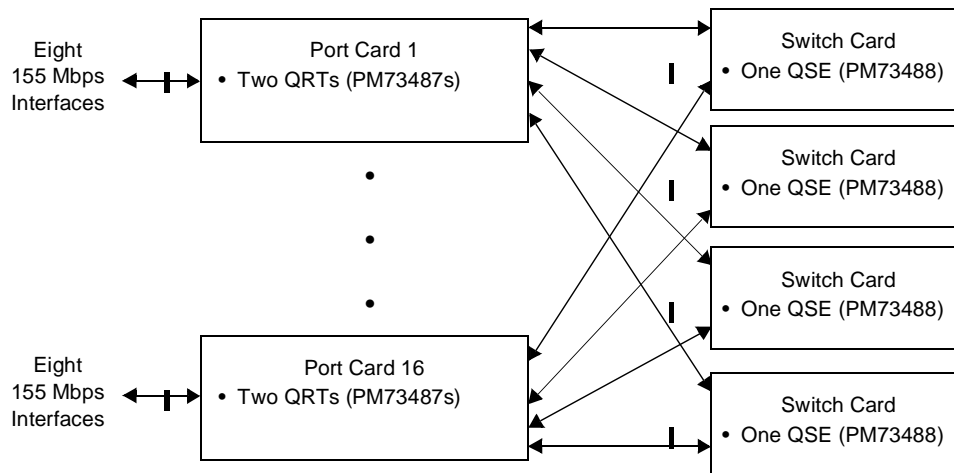 Eight
155 Mbps
Interfaces
Port Card 1
• Two QRTs (PM73487s)
Switch Card
• One QSE (PM73488)
Switch Card
• One QSE (PM73488)
Switch Card
• One QSE (PM73488)
Eight
155 Mbps
Interfaces
Port Card 16
• Two QRTs (PM73487s)
Switch Card
• One QSE (PM73488)